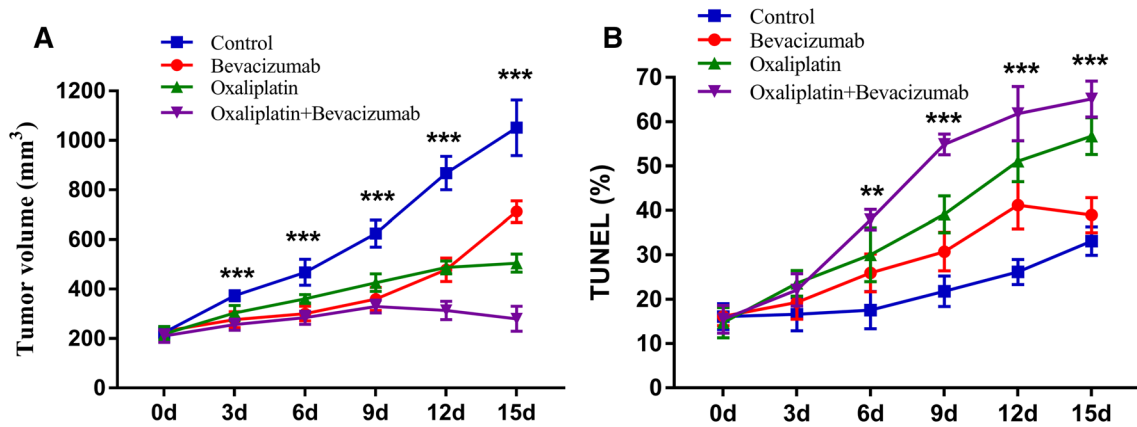 A
Control
Bevacizumab
Oxaliplatin
Oxaliplatin+Bevacizumab
Tumor volume (mm³)
1200
1000
800
600
400
200
0
***
***
***
***
***
0d 3d 6d 9d 12d 15d
B
Control
Bevacizumab
Oxaliplatin
Oxaliplatin+Bevacizumab
TUNEL (%)
70
60
50
40
30
20
10
0
**
***
***
***
0d 3d 6d 9d 12d 15d